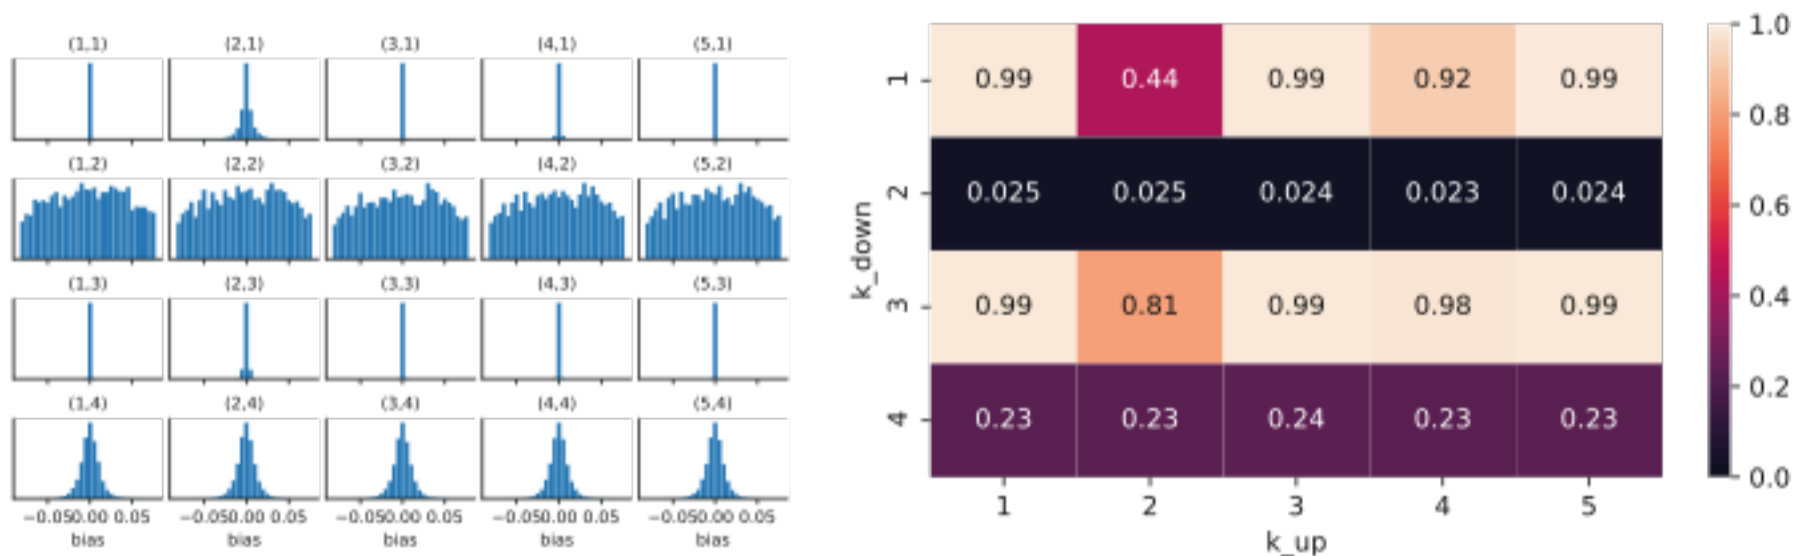 (1,1) (2,1) (3,1) (4,1) (5,1)
(1,2) (2,2) (3,2) (4,2) (5,2)
(1,3) (2,3) (3,3) (4,3) (5,3)
(1,4) (2,4) (3,4) (4,4) (5,4)
−0.050.00 0.05 −0.050.00 0.05 −0.050.00 0.05 −0.050.00 0.05 −0.050.00 0.05
bias bias bias bias bias
k_down
1 0.99 0.44 0.99 0.92 0.99
2 0.025 0.025 0.024 0.023 0.024
3 0.99 0.81 0.99 0.98 0.99
4 0.23 0.23 0.24 0.23 0.23
1 2 3 4 5
k_up
1.0
0.8
0.6
0.4
0.2
0.0